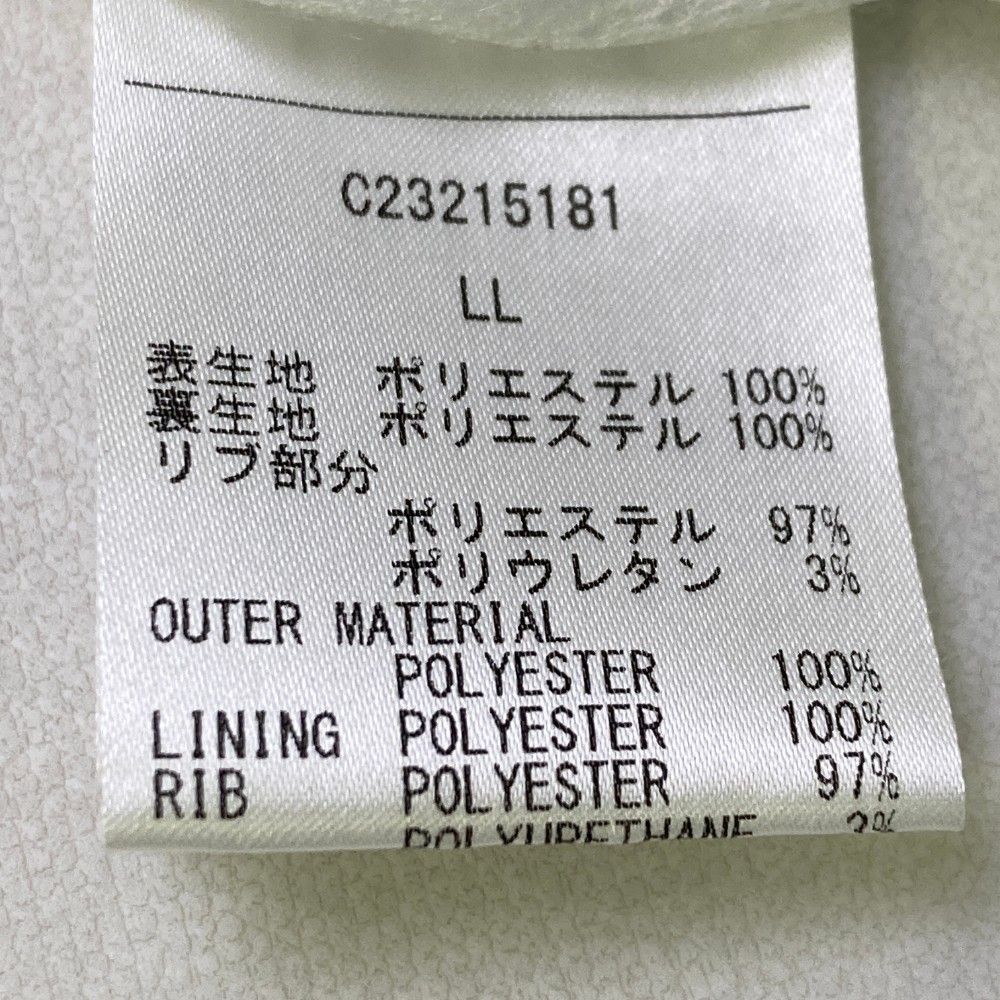 C23215181
LL
表生地 ポリエステル 100%
裏生地 ポリエステル 100%
リブ部分
ポリエステル 97%
ポリウレタン 3%
OUTER MATERIAL
POLYESTER 100%
LINING POLYESTER 100%
RIB POLYESTER 97%
POLYURETHANE 3%